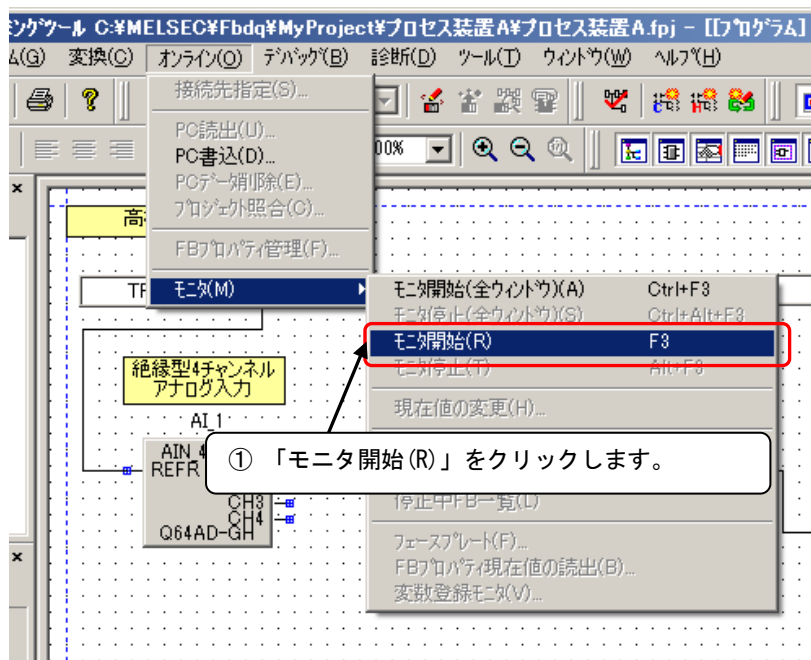 ミングツール C:¥MELSEC¥Fbdq¥MyProject¥プロセス装置A¥プロセス装置A.fpj - [[プログラム]
ム(G) 変換(C) オンライン(O) デバッグ(B) 診断(D) ツール(T) ウィンドウ(W) ヘルプ(H)
接続先指定(S)...
PC読出(U)...
PC書込(D)...
00%
PCデータ削除(E)...
プロジェクト照合(C)...
高
FBプロパティ管理(F)...
モニタ(M)
モニタ開始(全ウィンドウ)(A) Ctrl+F3
モニタ停止(全ウィンドウ)(S) Ctrl+Alt+F3
モニタ開始(R) F3
モニタ停止(T) Alt+F3
絶縁型4チャンネル
アナログ入力
現在値の変更(H)...
AI_1
AIN_4
REFR
① 「モニタ開始(R)」をクリックします。
CH3
停止中FB一覧(L)
CH4
Q64AD-GH
フェースプレート(F)...
FBプロパティ現在値の読出(B)...
変数登録モニタ(V)...